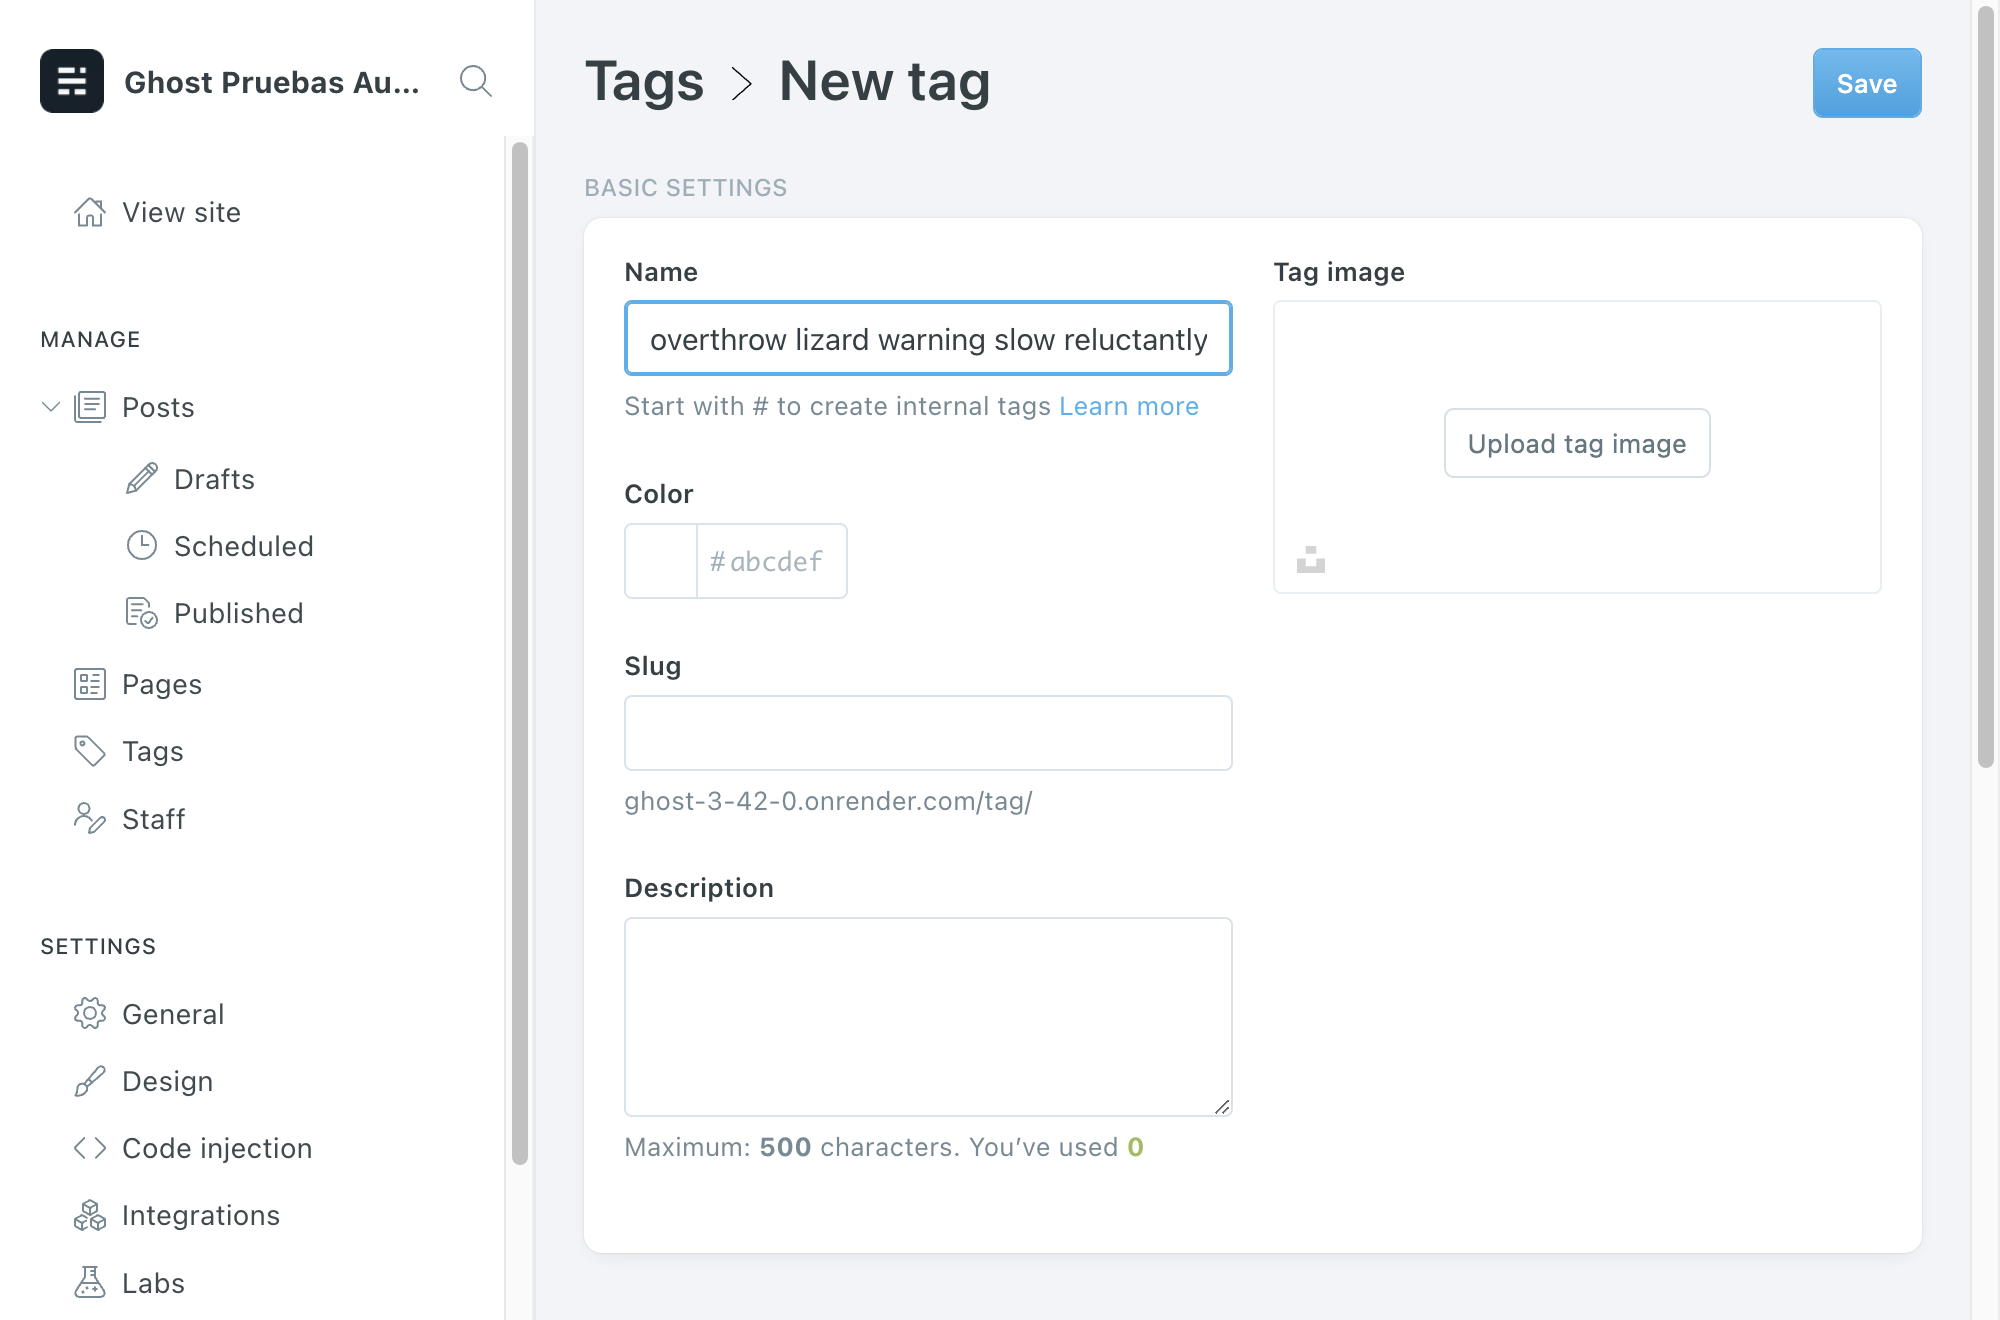 Ghost Pruebas Au...
View site
MANAGE
Posts
Drafts
Scheduled
Published
Pages
Tags
Staff
SETTINGS
General
Design
Code injection
Integrations
Labs
Tags > New tag
Save
BASIC SETTINGS
Name
overthrow lizard warning slow reluctantly
Start with # to create internal tags Learn more
Color
#abcdef
Slug
ghost-3-42-0.onrender.com/tag/
Description
Maximum: 500 characters. You’ve used 0
Tag image
Upload tag image